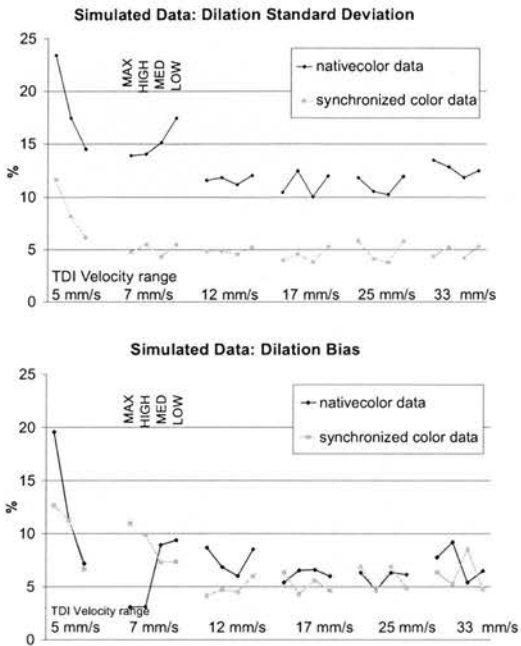 Simulated Data: Dilation Standard Deviation
25
20
15
10
5
0
%
MAX
HIGH
MED
LOW
nativecolor data
synchronized color data
TDI Velocity range
5 mm/s 7 mm/s 12 mm/s 17 mm/s 25 mm/s 33 mm/s
Simulated Data: Dilation Bias
25
20
15
10
5
0
%
MAX
HIGH
MED
LOW
nativecolor data
synchronized color data
TDI Velocity range
5 mm/s 7 mm/s 12 mm/s 17 mm/s 25 mm/s 33 mm/s